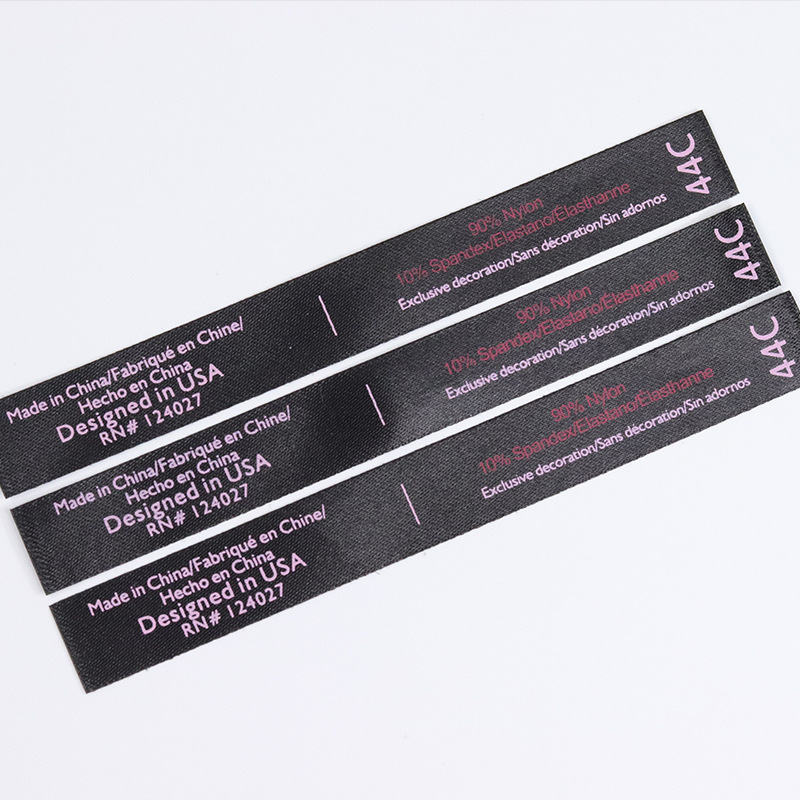 Made in China/Fabriqué en Chine/
Hecho en China
Designed in USA
RN# 124027
90% Nylon
10% Spandex/Elastano/Élasthanne
Exclusive decoration/Sans décoration/Sin adornos
44C
Made in China/Fabriqué en Chine/
Hecho en China
Designed in USA
RN# 124027
90% Nylon
10% Spandex/Elastano/Élasthanne
Exclusive decoration/Sans décoration/Sin adornos
44C
Made in China/Fabriqué en Chine/
Hecho en China
Designed in USA
RN# 124027
90% Nylon
10% Spandex/Elastano/Élasthanne
Exclusive decoration/Sans décoration/Sin adornos
44C